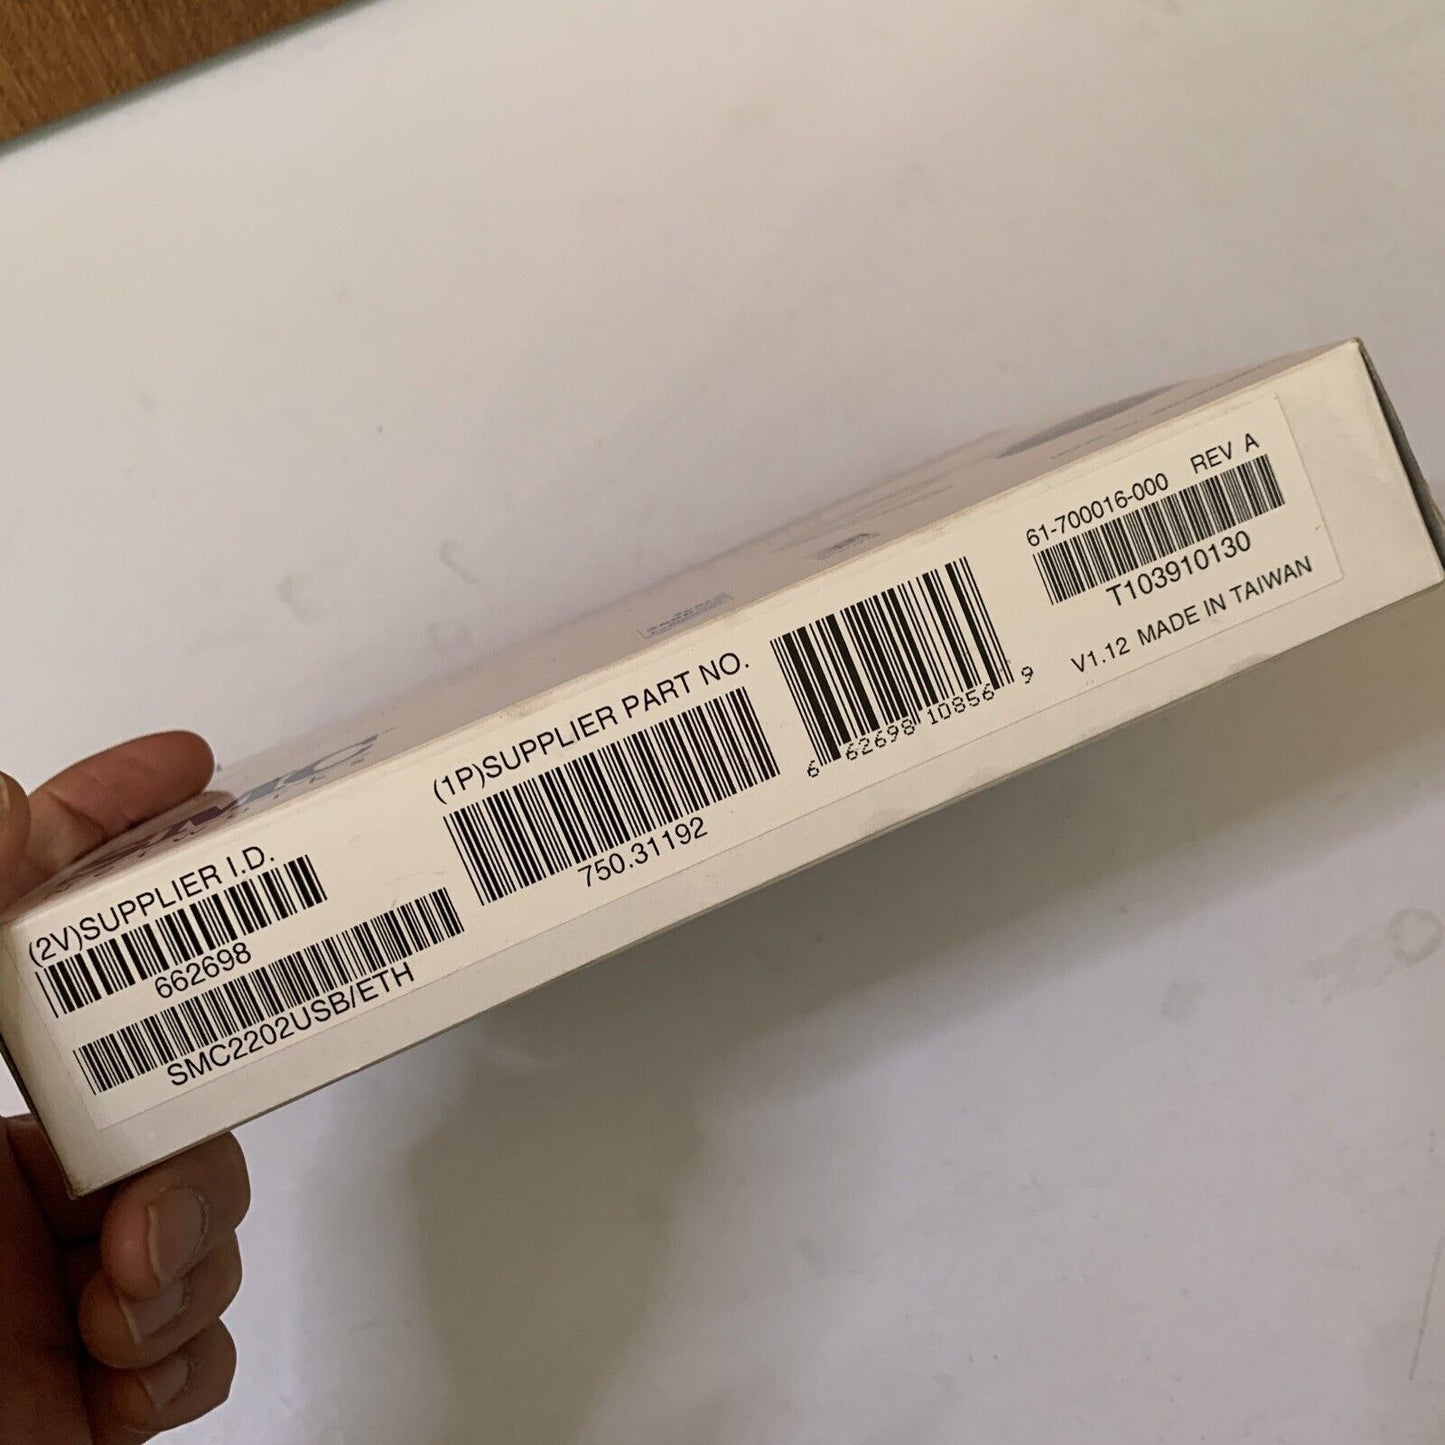 (2V)SUPPLIER I.D.
662698
SMC2202USB/ETH
(1P)SUPPLIER PART NO.
750.31192
6 62698 10856 9
61-700016-000 REV A
T103910130
V1.12 MADE IN TAIWAN
SMC